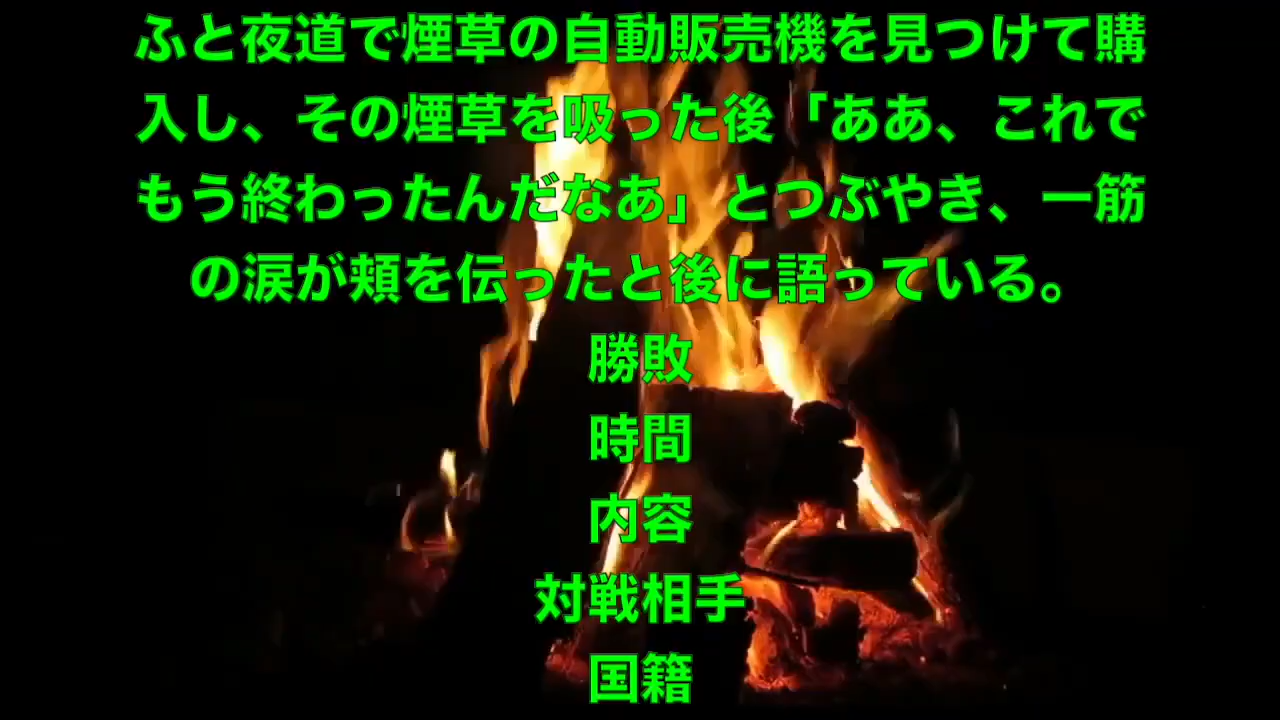 ふと夜道で煙草の自動販売機を見つけて購
入し、その煙草を吸った後「ああ、これで
もう終わったんだなあ」とつぶやき、一筋
の涙が頬を伝ったと後に語っている。
勝敗
時間
内容
対戦相手
国籍